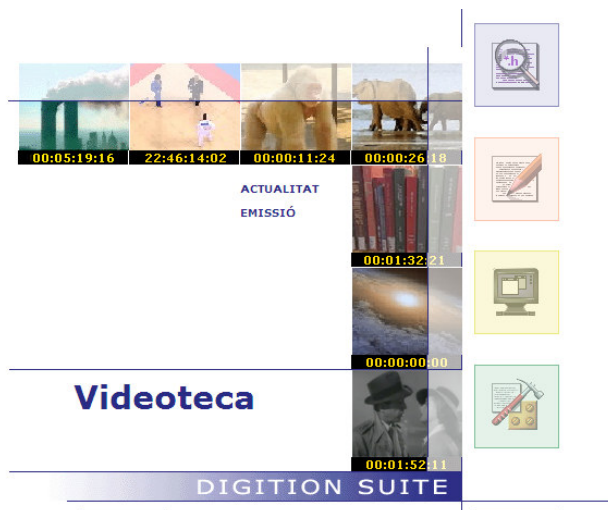 .h
00:05:19:16
22:46:14:02
00:00:11:24
00:00:26:18
ACTUALITAT
EMISSIÓ
00:01:32:21
00:00:00:00
Videoteca
00:01:52:11
DIGITION SUITE